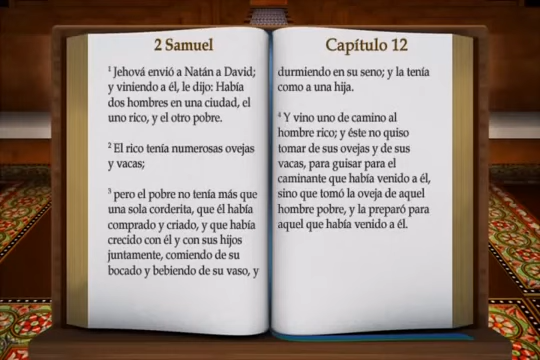 2 Samuel
¹ Jehová envió a Natán a David;
y viniendo a él, le dijo: Había
dos hombres en una ciudad, el
uno rico, y el otro pobre.
² El rico tenía numerosas ovejas
y vacas;
³ pero el pobre no tenía más que
una sola corderita, que él había
comprado y criado, y que había
crecido con él y con sus hijos
juntamente, comiendo de su
bocado y bebiendo de su vaso, y
Capítulo 12
durmiendo en su seno; y la tenía
como a una hija.
⁴ Y vino uno de camino al
hombre rico; y éste no quiso
tomar de sus ovejas y de sus
vacas, para guisar para el
caminante que había venido a él,
sino que tomó la oveja de aquel
hombre pobre, y la preparó para
aquel que había venido a él.